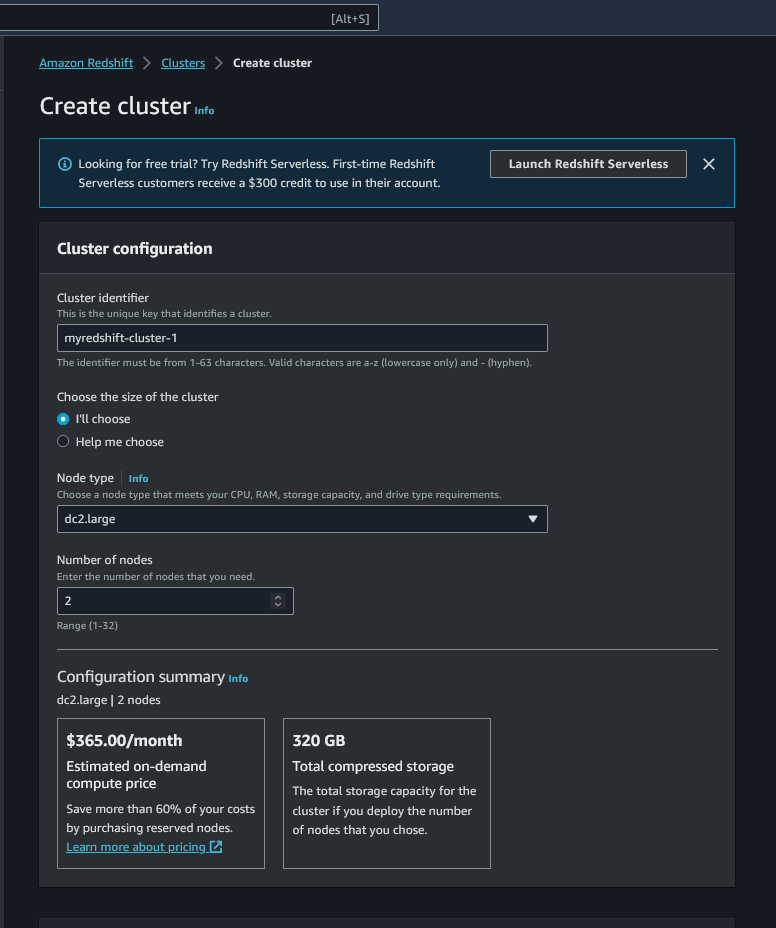 [Alt+S]
Amazon Redshift > Clusters > Create cluster
Create cluster Info
Looking for free trial? Try Redshift Serverless. First-time Redshift
Serverless customers receive a $300 credit to use in their account.
Launch Redshift Serverless
Cluster configuration
Cluster identifier
This is the unique key that identifies a cluster.
myredshift-cluster-1
The identifier must be from 1-63 characters. Valid characters are a-z (lowercase only) and - (hyphen).
Choose the size of the cluster
I'll choose
Help me choose
Node type Info
Choose a node type that meets your CPU, RAM, storage capacity, and drive type requirements.
dc2.large
Number of nodes
Enter the number of nodes that you need.
2
Range (1-32)
Configuration summary Info
dc2.large | 2 nodes
$365.00/month
Estimated on-demand
compute price
Save more than 60% of your costs
by purchasing reserved nodes.
Learn more about pricing
320 GB
Total compressed storage
The total storage capacity for the
cluster if you deploy the number
of nodes that you chose.